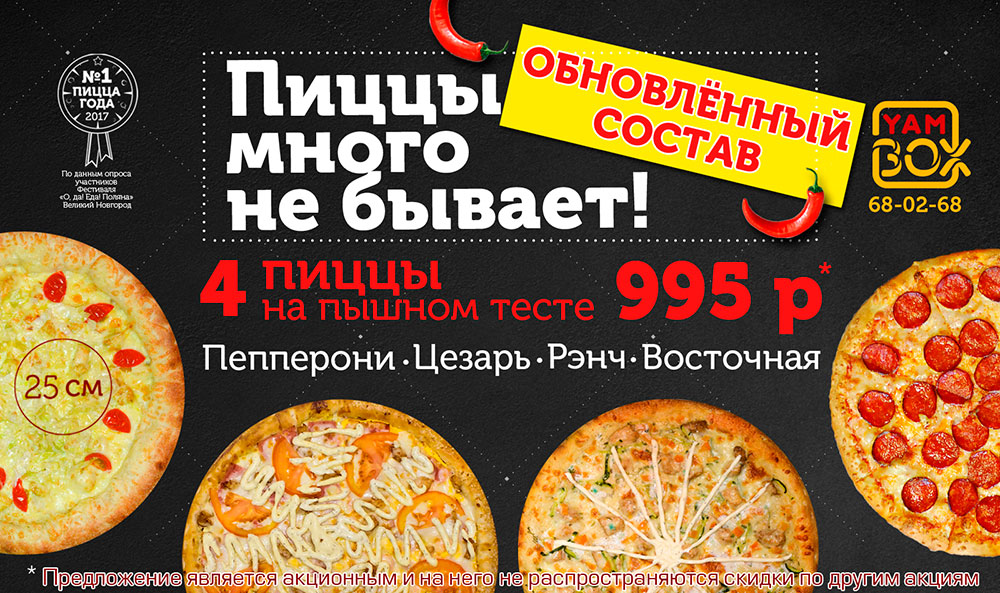 №1
ПИЦЦА
ГОДА
2017
По данным опроса
участников
Фестиваля
«О, да! Еда! Поляна»
Великий Новгород
Пиццы
много
не бывает!
ОБНОВЛЁННЫЙ
СОСТАВ
YAM
BOX
68-02-68
4 пиццы
на пышном тесте
995 р*
Пепперони · Цезарь · Рэнч · Восточная
25 см
* Предложение является акционным и на него не распространяются скидки по другим акциям